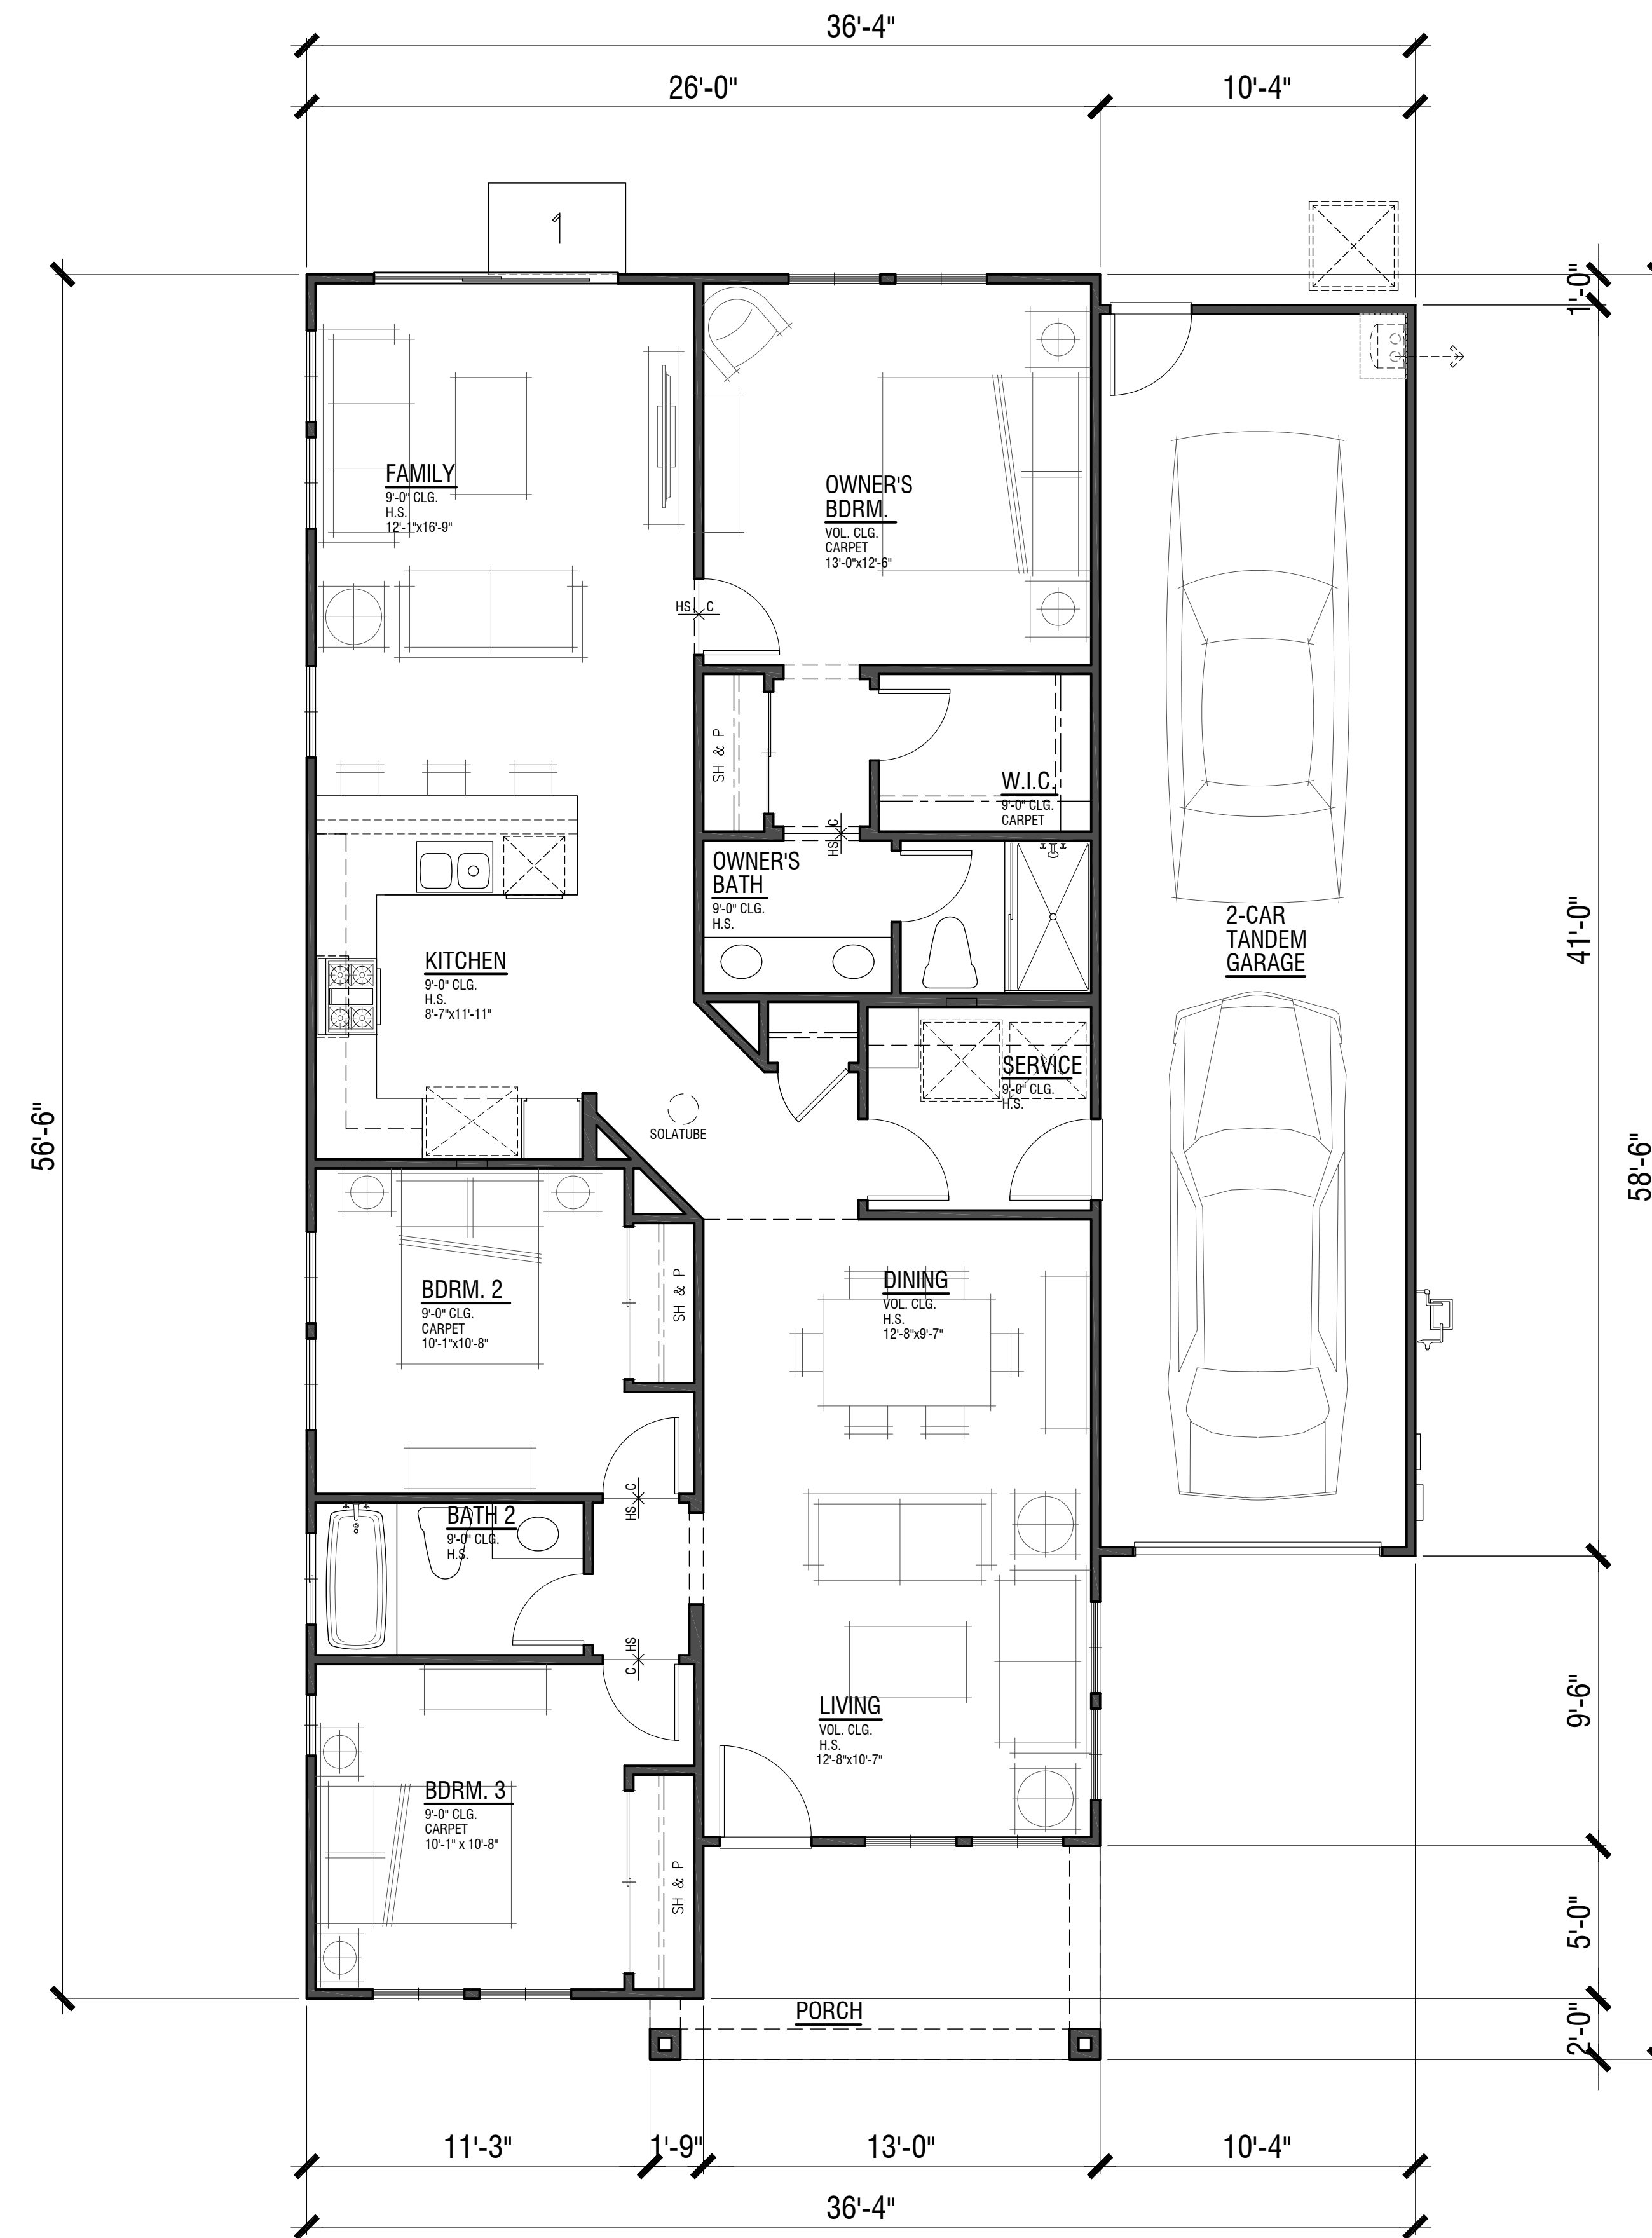 36'-4"
26'-0"
10'-4"
1
1'-0"
FAMILY
9'-0" CLG.
H.S.
12'-1"x16'-9"
OWNER'S
BDRM.
VOL. CLG.
CARPET
13'-0"x12'-6"
HS C
SH & P
W.I.C.
9'-0" CLG.
CARPET
HS C
OWNER'S
BATH
9'-0" CLG.
H.S.
2-CAR
TANDEM
GARAGE
41'-0"
KITCHEN
9'-0" CLG.
H.S.
8'-7"x11'-11"
SERVICE
9'-0" CLG.
H.S.
SOLATUBE
56'-6"
58'-6"
BDRM. 2
9'-0" CLG.
CARPET
10'-1"x10'-8"
SH & P
DINING
VOL. CLG.
H.S.
12'-8"x9'-7"
HS C
BATH 2
9'-0" CLG.
H.S.
C HS
LIVING
VOL. CLG.
H.S.
12'-8"x10'-7"
9'-6"
BDRM. 3
9'-0" CLG.
CARPET
10'-1" x 10'-8"
SH & P
5'-0"
PORCH
2'-0"
11'-3"
1'-9"
13'-0"
10'-4"
36'-4"